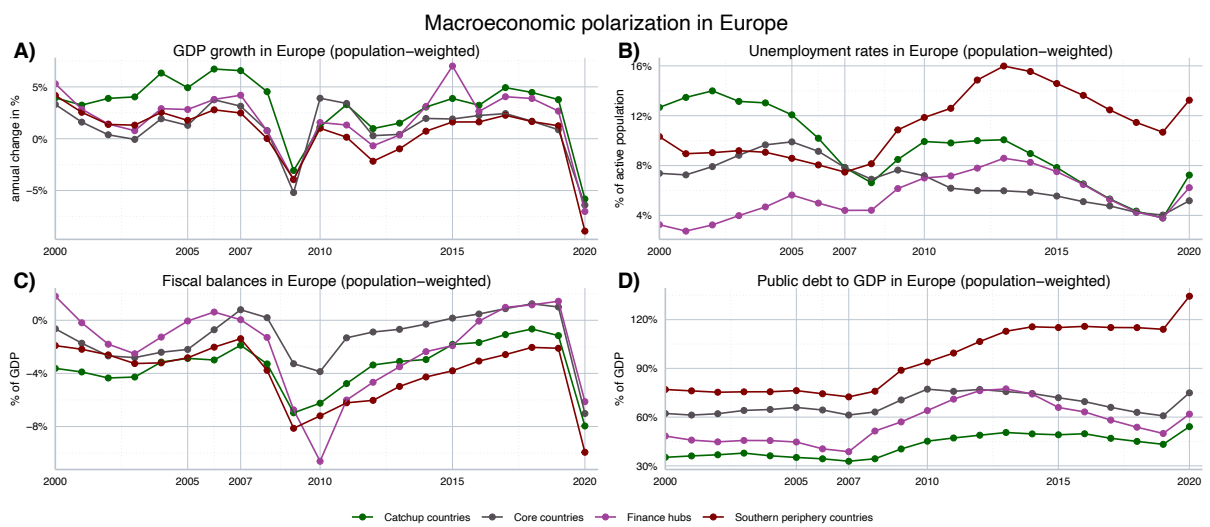 Macroeconomic polarization in Europe
A)
GDP growth in Europe (population−weighted)
annual change in %
5%
0%
−5%
2000
2005
2007
2010
2015
2020
B)
Unemployment rates in Europe (population−weighted)
% of active population
16%
12%
8%
4%
2000
2005
2007
2010
2015
2020
C)
Fiscal balances in Europe (population−weighted)
% of GDP
0%
−4%
−8%
2000
2005
2007
2010
2015
2020
D)
Public debt to GDP in Europe (population−weighted)
% of GDP
120%
90%
60%
30%
2000
2005
2007
2010
2015
2020
Catchup countries
Core countries
Finance hubs
Southern periphery countries